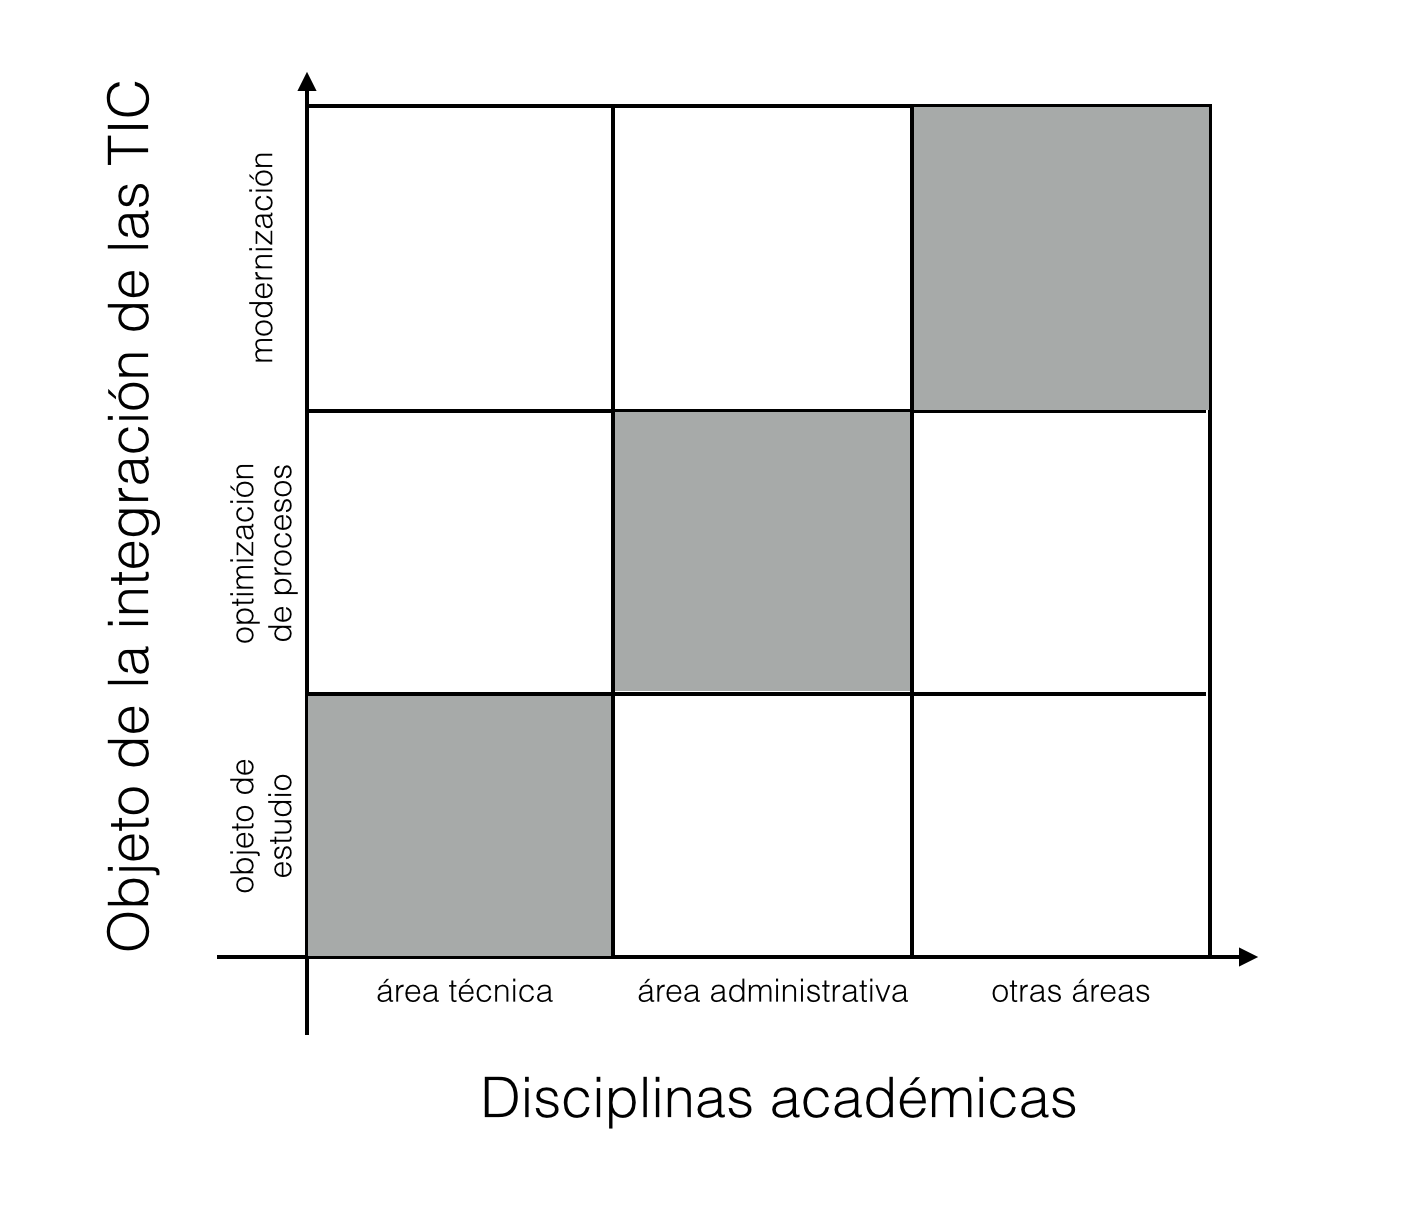 Objeto de la integración de las TIC
modernización
optimización
de procesos
objeto de
estudio
área técnica
área administrativa
otras áreas
Disciplinas académicas